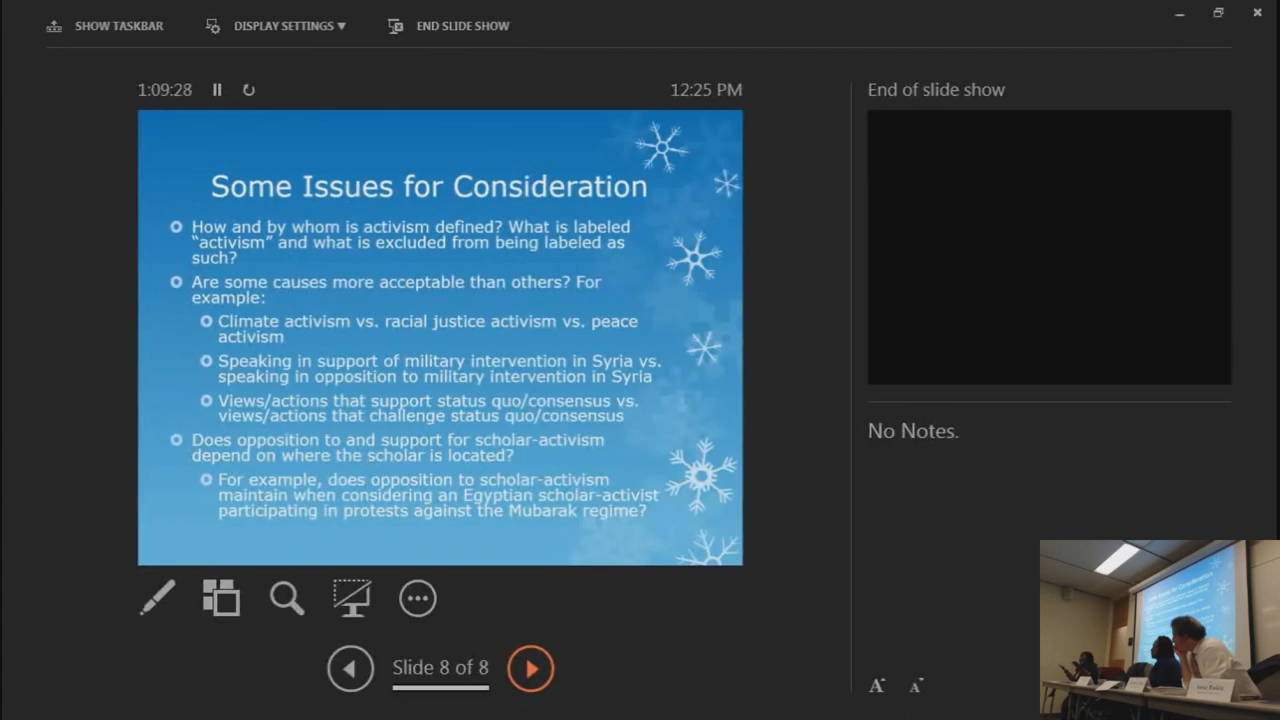 SHOW TASKBAR
DISPLAY SETTINGS ▼
END SLIDE SHOW
1:09:28
12:25 PM
End of slide show
Some Issues for Consideration
How and by whom is activism defined? What is labeled
“activism” and what is excluded from being labeled as
such?
Are some causes more acceptable than others? For
example:
Climate activism vs. racial justice activism vs. peace
activism
Speaking in support of military intervention in Syria vs.
speaking in opposition to military intervention in Syria
Views/actions that support status quo/consensus vs.
views/actions that challenge status quo/consensus
Does opposition to and support for scholar-activism
depend on where the scholar is located?
For example, does opposition to scholar-activism
maintain when considering an Egyptian scholar-activist
participating in protests against the Mubarak regime?
No Notes.
Slide 8 of 8
A A
Some Issues for Consideration